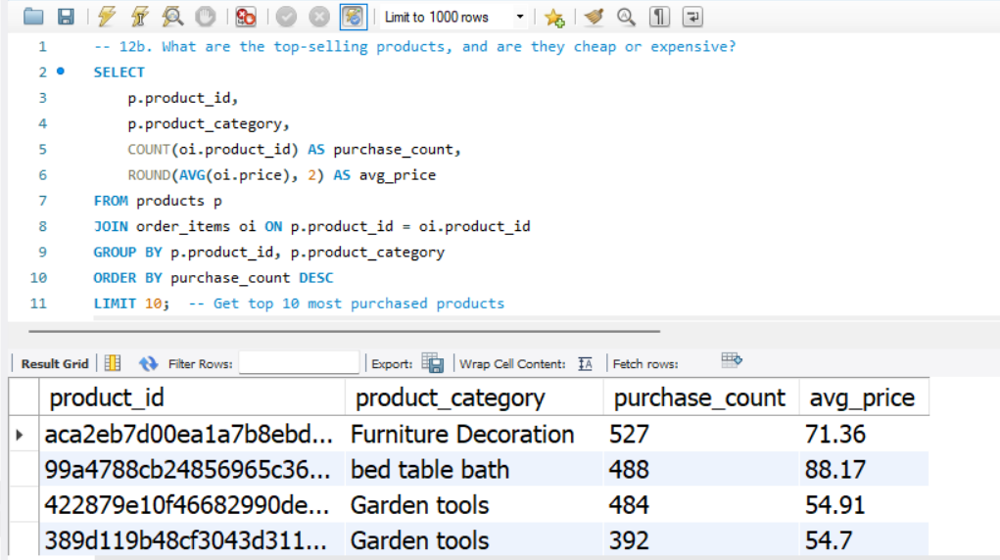 Limit to 1000 rows
1 -- 12b. What are the top-selling products, and are they cheap or expensive?
2 SELECT
3 p.product_id,
4 p.product_category,
5 COUNT(oi.product_id) AS purchase_count,
6 ROUND(AVG(oi.price), 2) AS avg_price
7 FROM products p
8 JOIN order_items oi ON p.product_id = oi.product_id
9 GROUP BY p.product_id, p.product_category
10 ORDER BY purchase_count DESC
11 LIMIT 10; -- Get top 10 most purchased products
Result Grid Filter Rows: Export: Wrap Cell Content: IA Fetch rows:
product_id product_category purchase_count avg_price
aca2eb7d00ea1a7b8ebd... Furniture Decoration 527 71.36
99a4788cb24856965c36... bed table bath 488 88.17
422879e10f46682990de... Garden tools 484 54.91
389d119b48cf3043d311... Garden tools 392 54.7